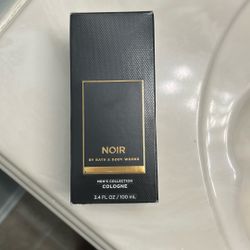 NOIR
BY BATH & BODY WORKS
MEN'S COLLECTION
COLOGNE
3.4 FL OZ / 100 mL